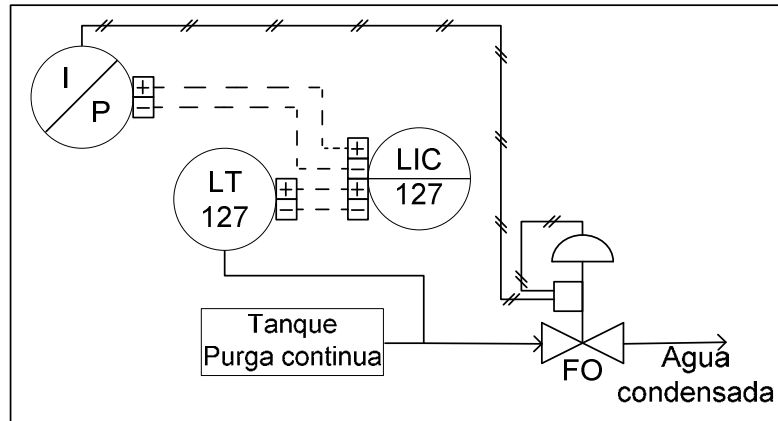 I
P
+
−
LT
127
+
−
+
−
+
−
LIC
127
Tanque
Purga continua
FO
Agua
condensada